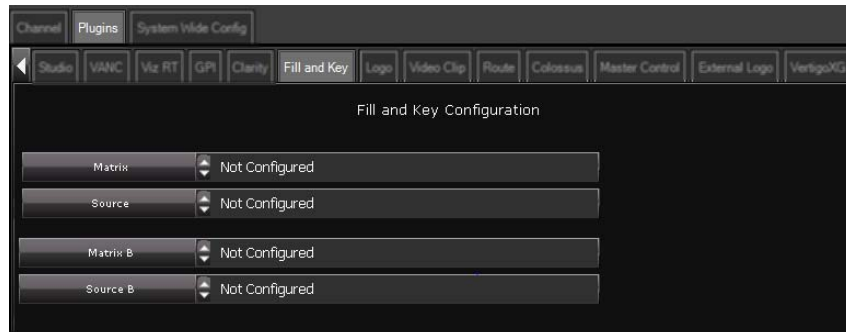 Channel Plugins System Wide Config
Studio VANC Viz RT GPI Clarity Fill and Key Logo Video Clip Route Colossus Master Control External Logo VertigoXG
Fill and Key Configuration
Matrix Not Configured
Source Not Configured
Matrix B Not Configured
Source B Not Configured